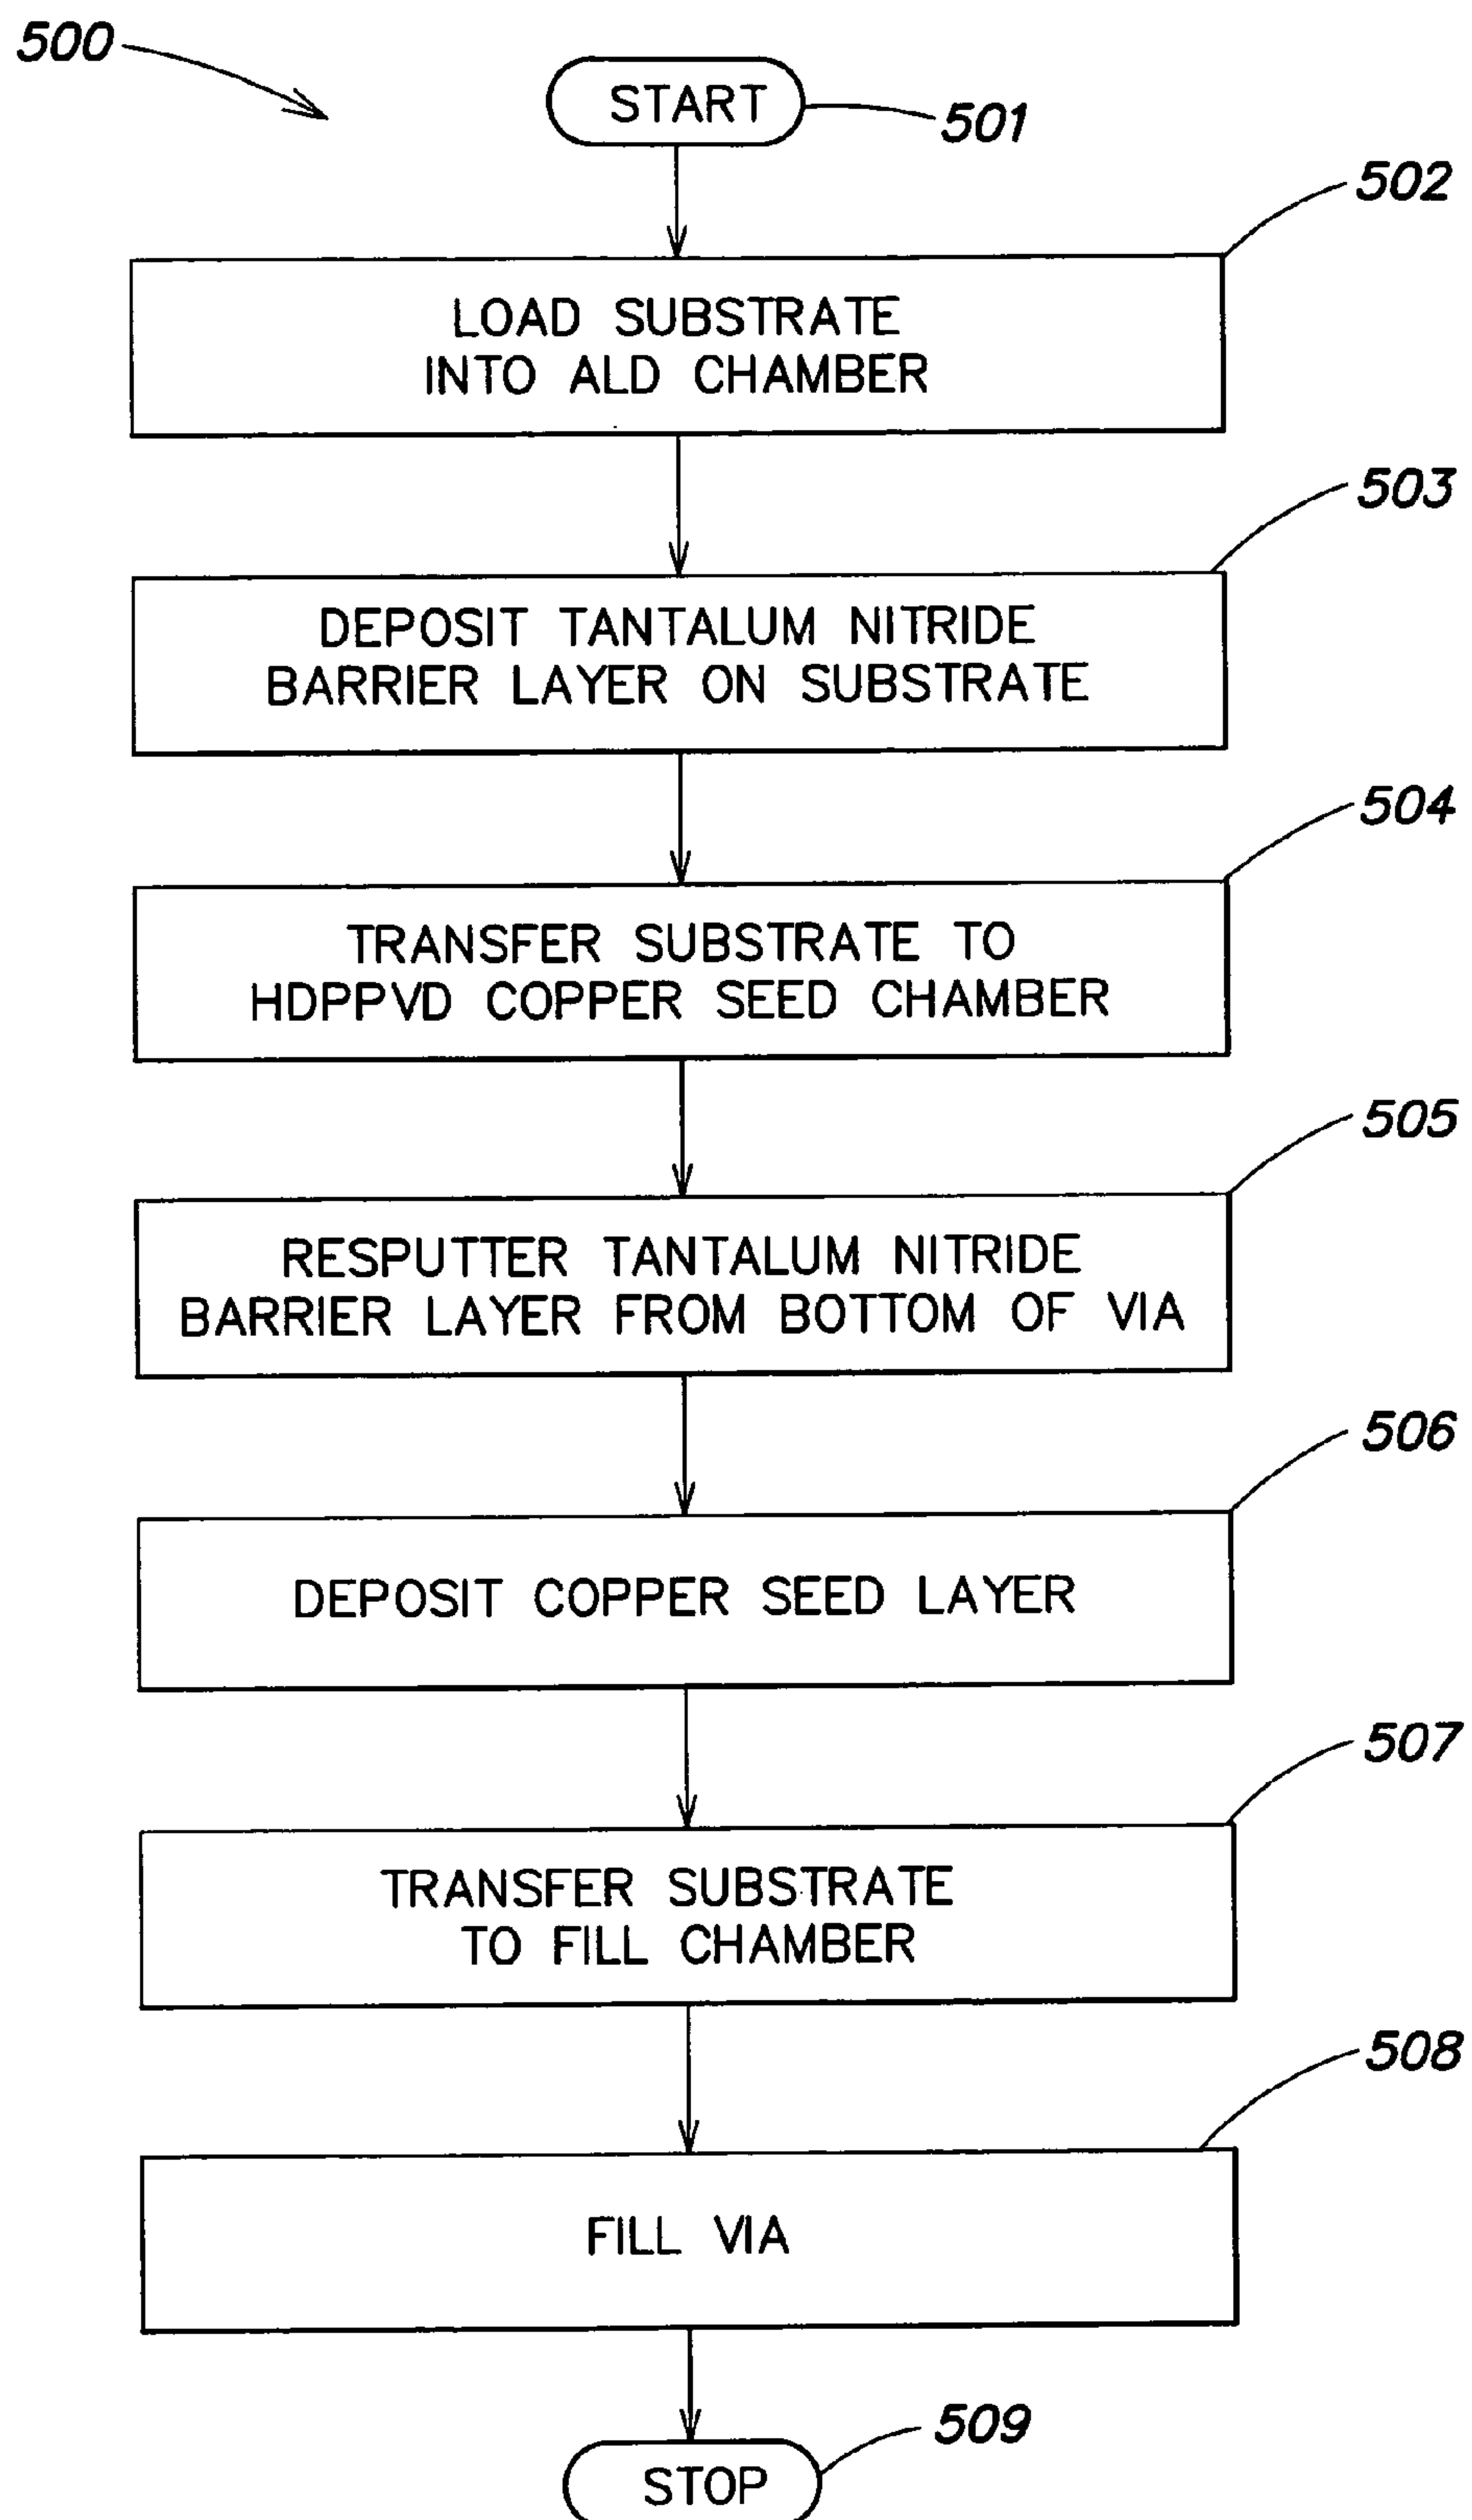 500
START
501
502
LOAD SUBSTRATE
INTO ALD CHAMBER
503
DEPOSIT TANTALUM NITRIDE
BARRIER LAYER ON SUBSTRATE
504
TRANSFER SUBSTRATE TO
HDPPVD COPPER SEED CHAMBER
505
RESPUTTER TANTALUM NITRIDE
BARRIER LAYER FROM BOTTOM OF VIA
506
DEPOSIT COPPER SEED LAYER
507
TRANSFER SUBSTRATE
TO FILL CHAMBER
508
FILL VIA
509
STOP